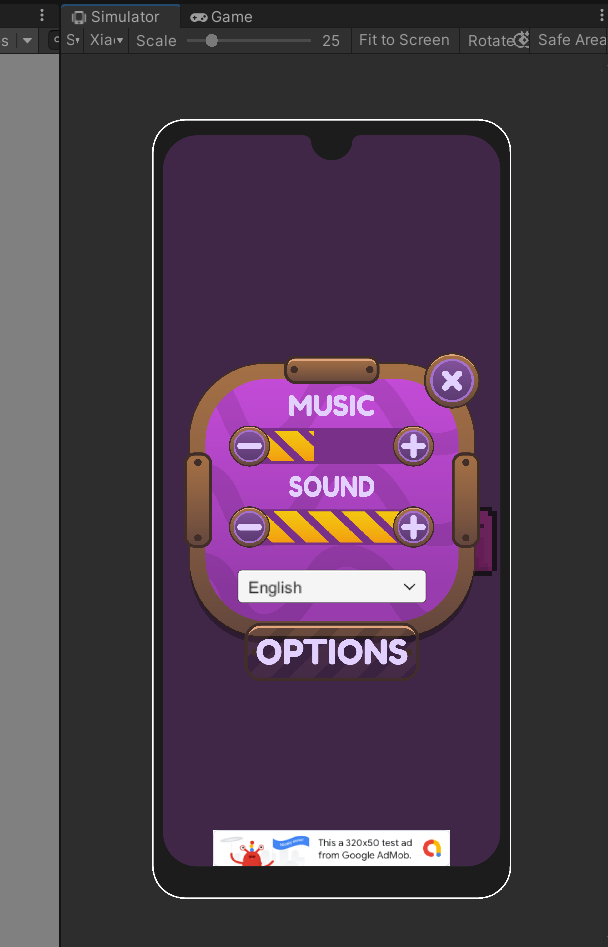 Simulator
Game
s
S
Xia
Scale
25
Fit to Screen
Rotate
Safe Area
MUSIC
SOUND
English
OPTIONS
This a 320x50 test ad
from Google AdMob.